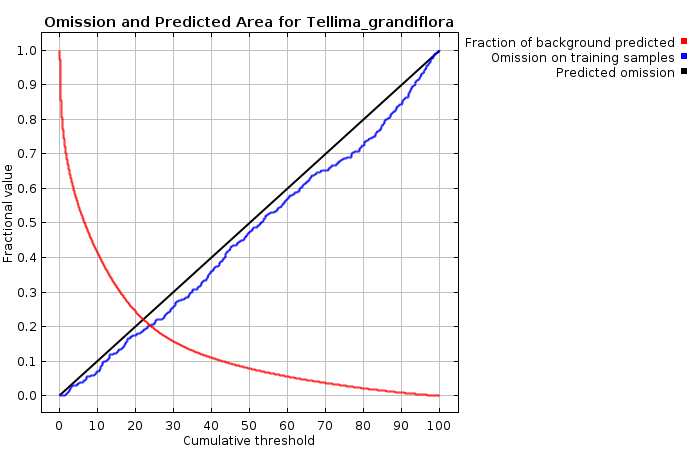 Omission and Predicted Area for Tellima_grandiflora
Fraction of background predicted
Omission on training samples
Predicted omission
Fractional value
1.0
0.9
0.8
0.7
0.6
0.5
0.4
0.3
0.2
0.1
0.0
0 10 20 30 40 50 60 70 80 90 100
Cumulative threshold